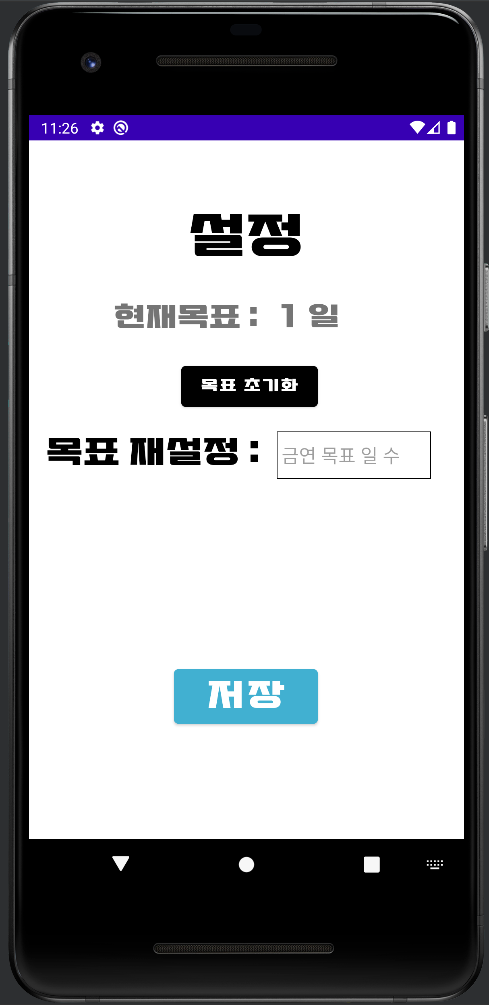 11:26
설정
현재목표 : 1 일
목표 초기화
목표 재설정 : 금연 목표 일 수
저장